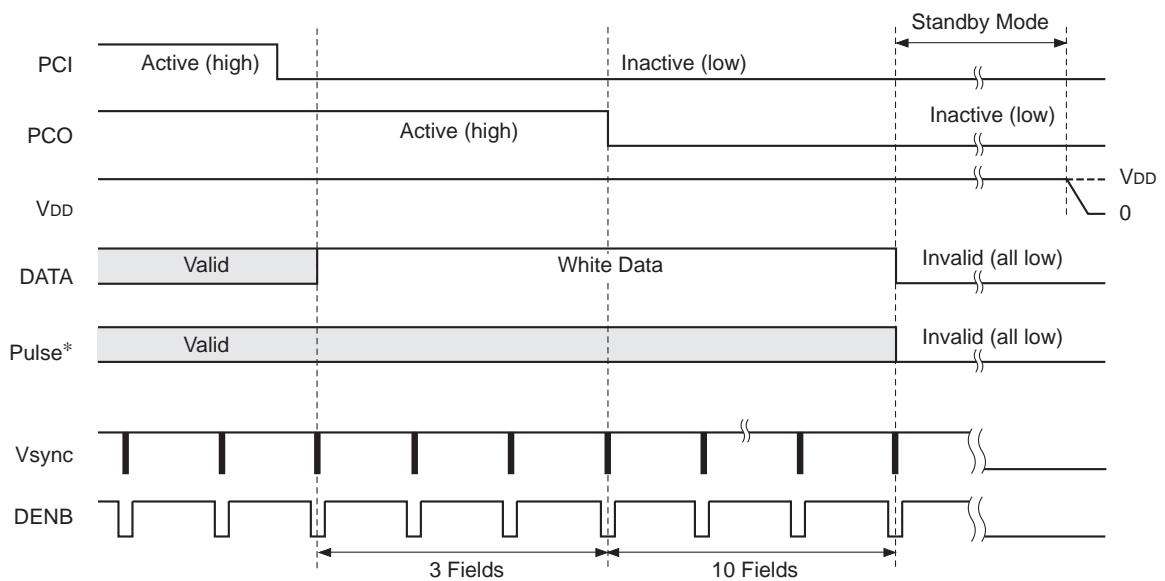 Standby Mode
PCI Active (high) Inactive (low)
PCO Active (high) Inactive (low)
VDD
VDD
0
DATA Valid White Data Invalid (all low)
Pulse* Valid Invalid (all low)
Vsync
DENB
3 Fields 10 Fields